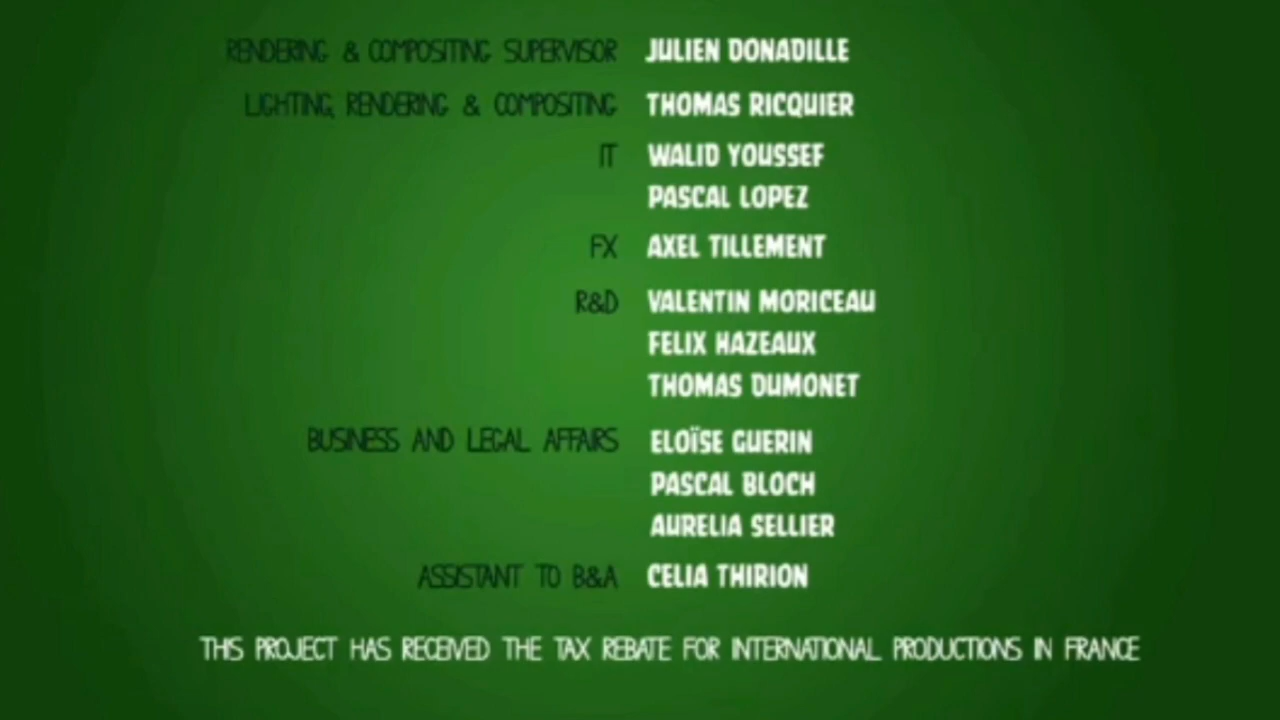 RENDERING & COMPOSITING SUPERVISOR JULIEN DONADILLE
LIGHTING, RENDERING & COMPOSITING THOMAS RICQUIER
IT WALID YOUSSEF
PASCAL LOPEZ
FX AXEL TILLEMENT
R&D VALENTIN MORICEAU
FELIX HAZEAUX
THOMAS DUMONET
BUSINESS AND LEGAL AFFAIRS ELOÏSE GUERIN
PASCAL BLOCH
AURELIA SELLIER
ASSISTANT TO B&A CELIA THIRION
THIS PROJECT HAS RECEIVED THE TAX REBATE FOR INTERNATIONAL PRODUCTIONS IN FRANCE